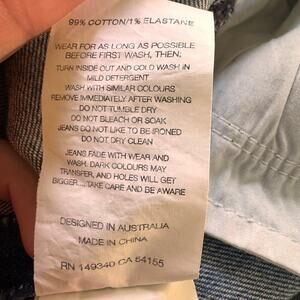 99% COTTON/1% ELASTANE
WEAR FOR AS LONG AS POSSIBLE
BEFORE FIRST WASH, THEN:
TURN INSIDE OUT AND COLD WASH IN
MILD DETERGENT
WASH WITH SIMILAR COLOURS
REMOVE IMMEDIATELY AFTER WASHING
DO NOT TUMBLE DRY
DO NOT BLEACH OR SOAK
JEANS DO NOT LIKE TO BE IRONED
DO NOT DRY CLEAN
JEANS FADE WITH WEAR AND
WASH. DARK COLOURS MAY
TRANSFER, AND HOLES WILL GET
BIGGER... TAKE CARE AND BE AWARE
DESIGNED IN AUSTRALIA
MADE IN CHINA
RN 149340 CA 54155